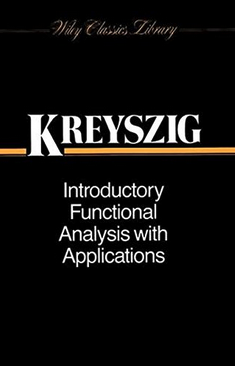 Wiley Classics Library
KREYSZIG
Introductory
Functional
Analysis with
Applications